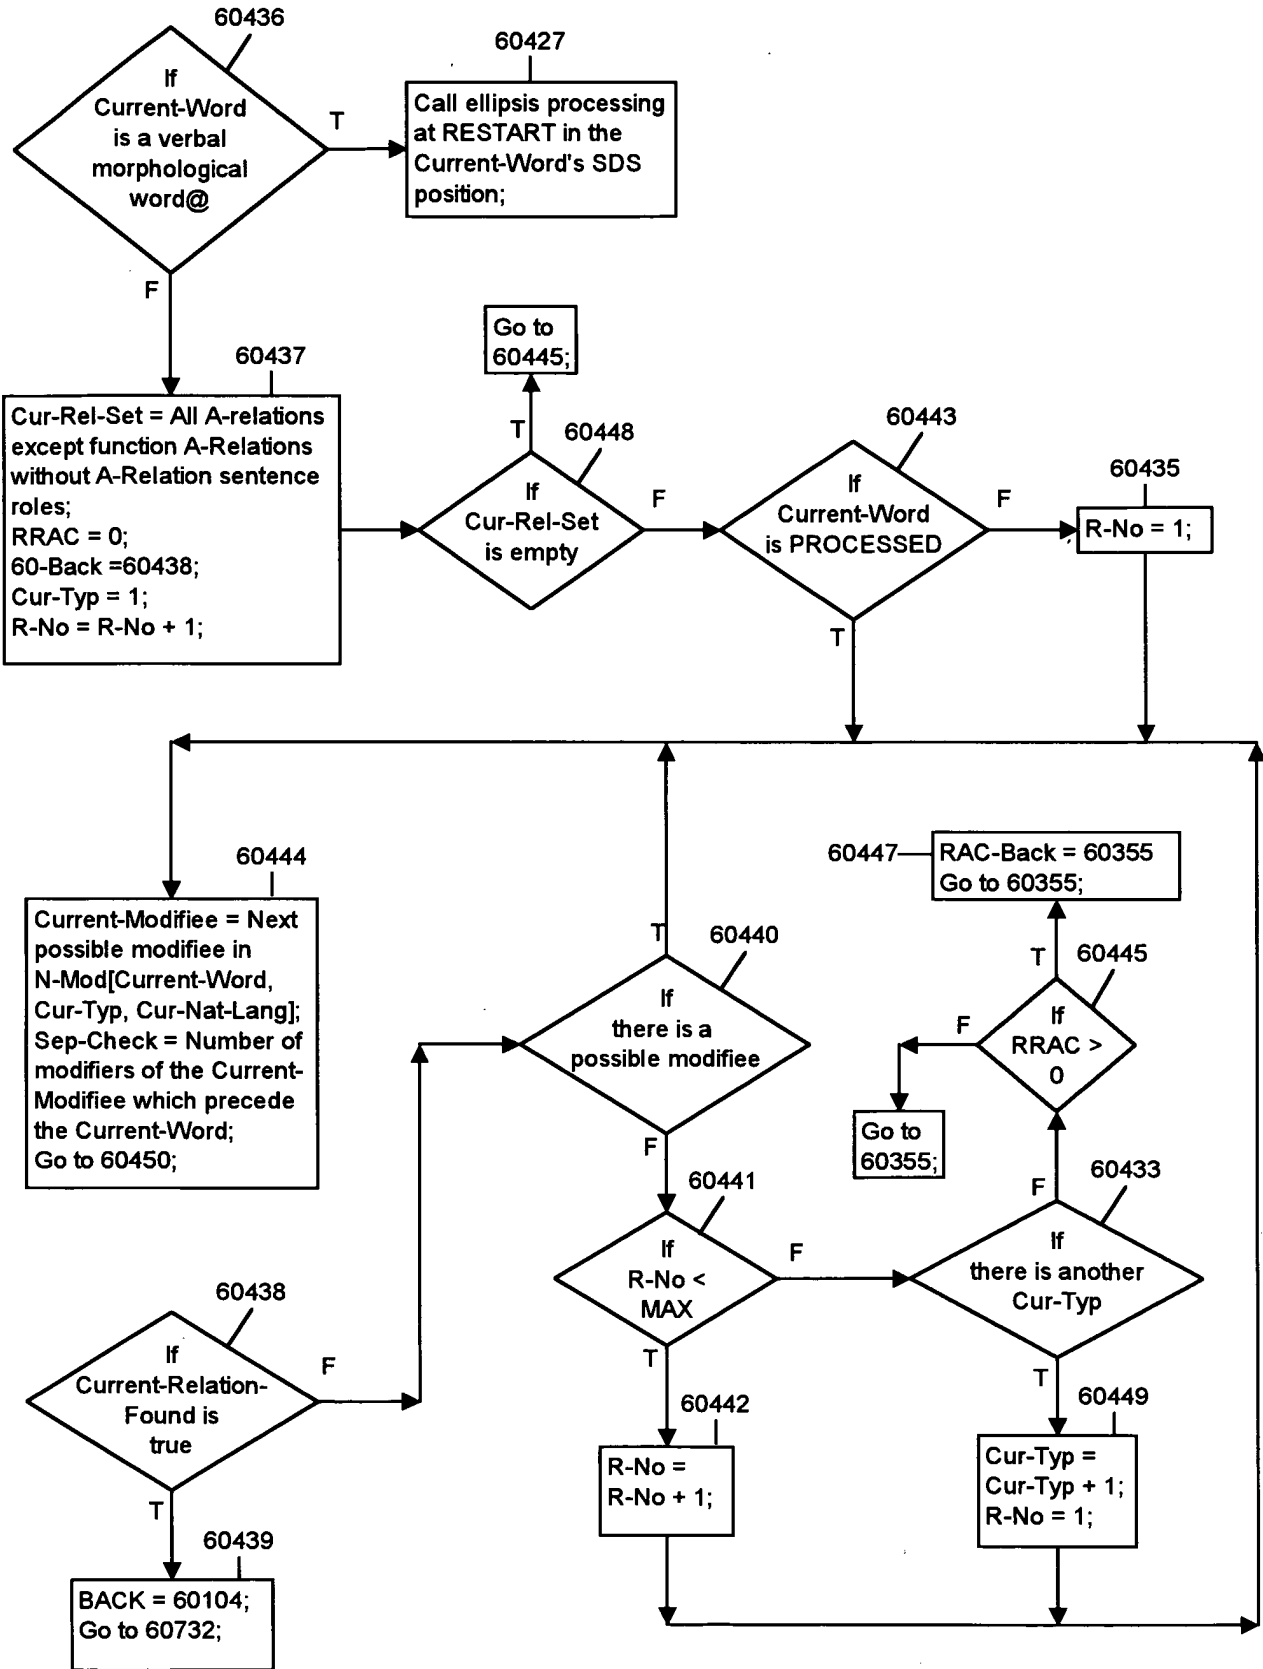 60436
If
Current-Word
is a verbal
morphological
word@
T
F
60427
Call ellipsis processing
at RESTART in the
Current-Word's SDS
position;
60437
Cur-Rel-Set = All A-relations
except function A-Relations
without A-Relation sentence
roles;
RRAC = 0;
60-Back =60438;
Cur-Typ = 1;
R-No = R-No + 1;
Go to
60445;
T
60448
If
Cur-Rel-Set
is empty
F
60443
If
Current-Word
is PROCESSED
F
T
60435
R-No = 1;
60444
Current-Modifiee = Next
possible modifiee in
N-Mod[Current-Word,
Cur-Typ, Cur-Nat-Lang];
Sep-Check = Number of
modifiers of the Current-
Modifiee which precede
the Current-Word;
Go to 60450;
T
60440
If
there is a
possible modifiee
F
60447
RAC-Back = 60355
Go to 60355;
T
60445
If
RRAC >
0
F
Go to
60355;
60441
If
R-No <
MAX
F
T
F
60433
If
there is another
Cur-Typ
T
60438
If
Current-Relation-
Found is
true
F
T
60442
R-No =
R-No + 1;
60449
Cur-Typ =
Cur-Typ + 1;
R-No = 1;
60439
BACK = 60104;
Go to 60732;